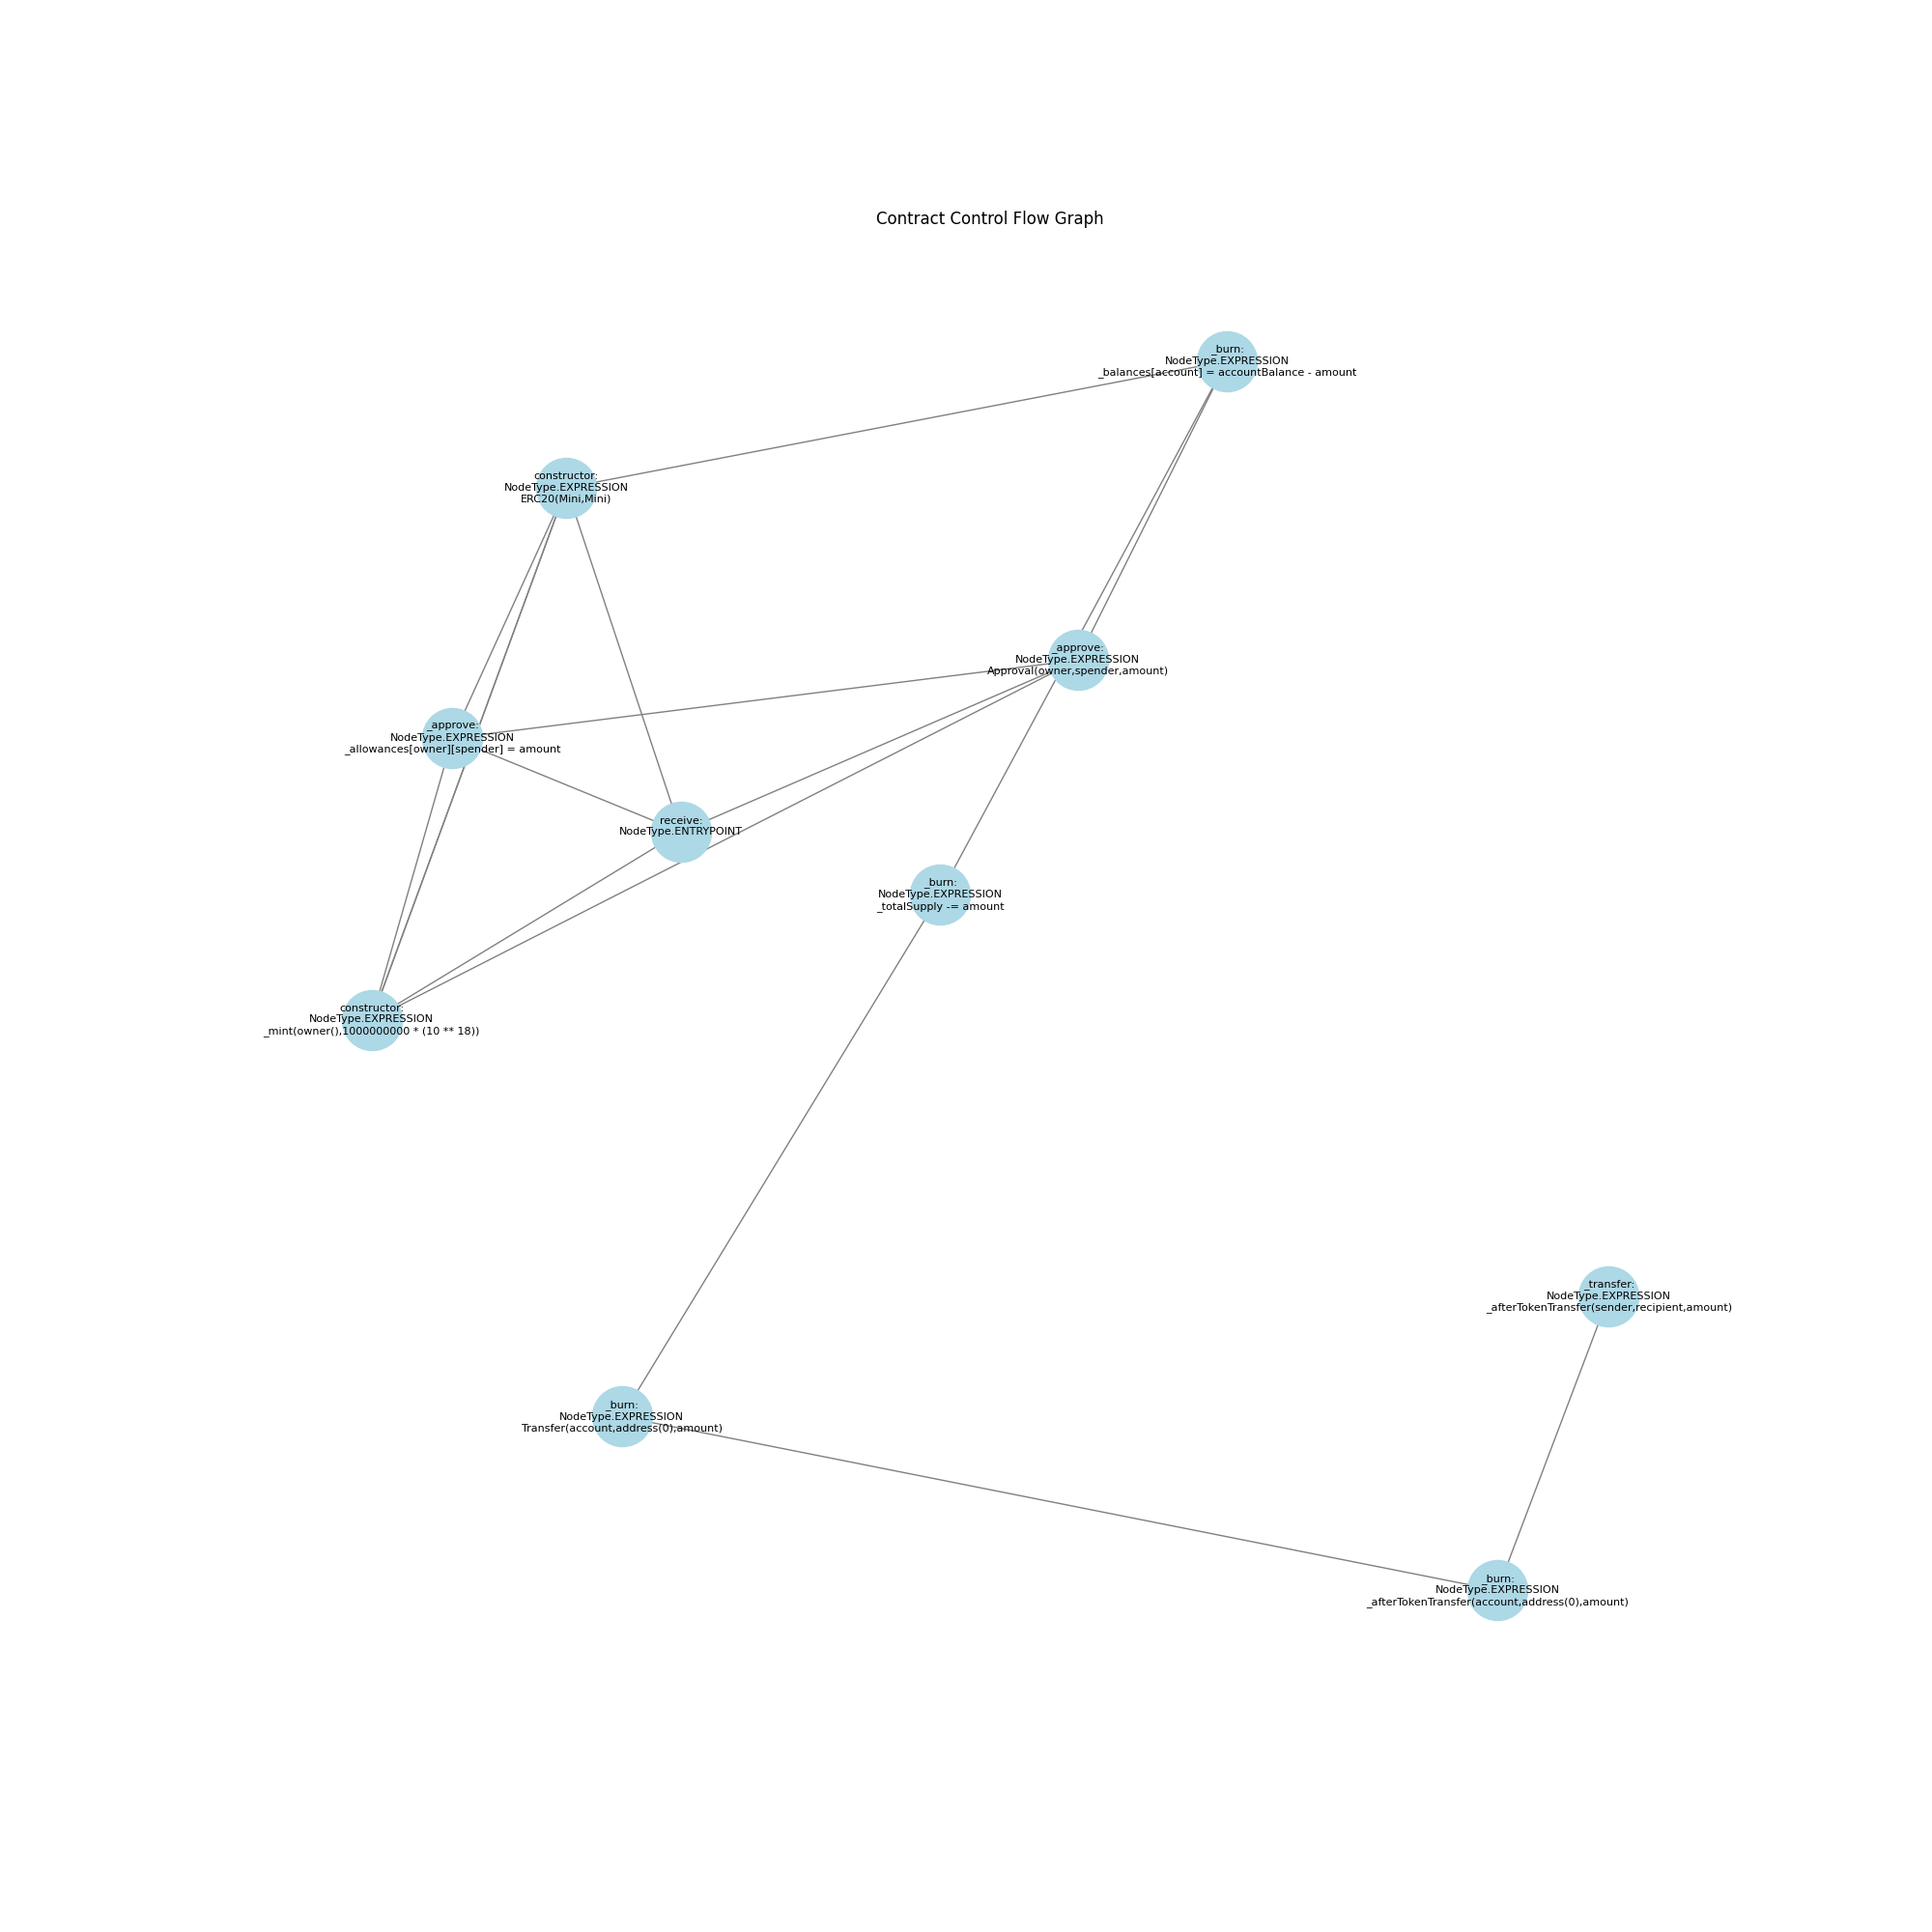 Contract Control Flow Graph
_burn:
NodeType.EXPRESSION
_balances[account] = accountBalance - amount
constructor:
NodeType.EXPRESSION
ERC20(Mini,Mini)
_approve:
NodeType.EXPRESSION
Approval(owner,spender,amount)
_approve:
NodeType.EXPRESSION
_allowances[owner][spender] = amount
receive:
NodeType.ENTRYPOINT
_burn:
NodeType.EXPRESSION
_totalSupply -= amount
constructor:
NodeType.EXPRESSION
_mint(owner(),1000000000 * (10 ** 18))
_transfer:
NodeType.EXPRESSION
_afterTokenTransfer(sender,recipient,amount)
_burn:
NodeType.EXPRESSION
Transfer(account,address(0),amount)
_burn:
NodeType.EXPRESSION
_afterTokenTransfer(account,address(0),amount)